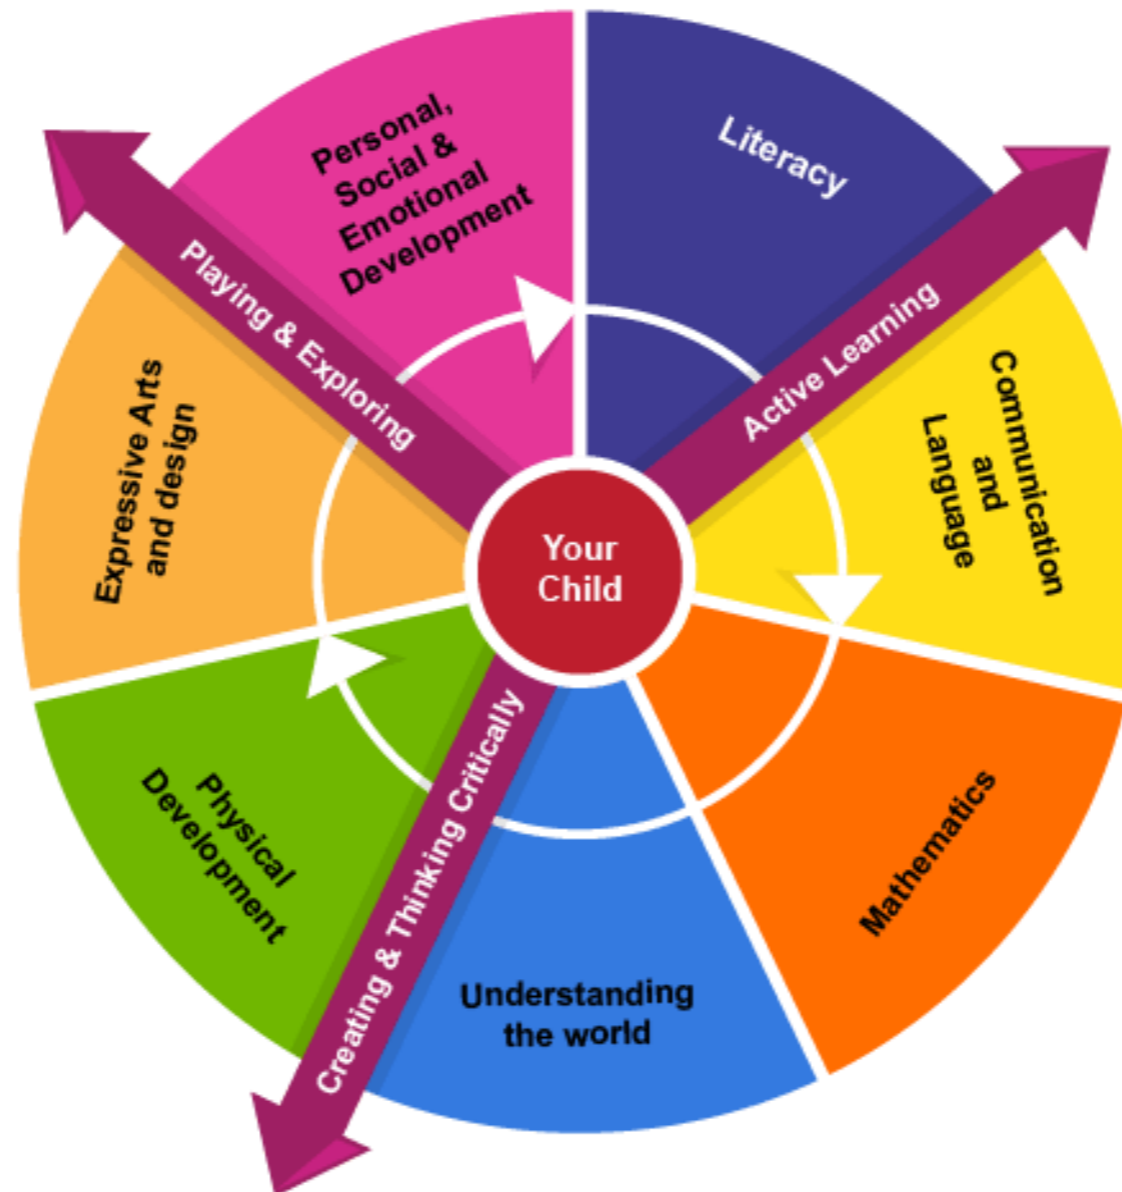 Personal,
Social &
Emotional
Development
Literacy
Playing & Exploring
Active Learning
Expressive Arts
and design
Communication
and
Language
Your
Child
Physical
Development
Creating & Thinking Critically
Mathematics
Understanding
the world